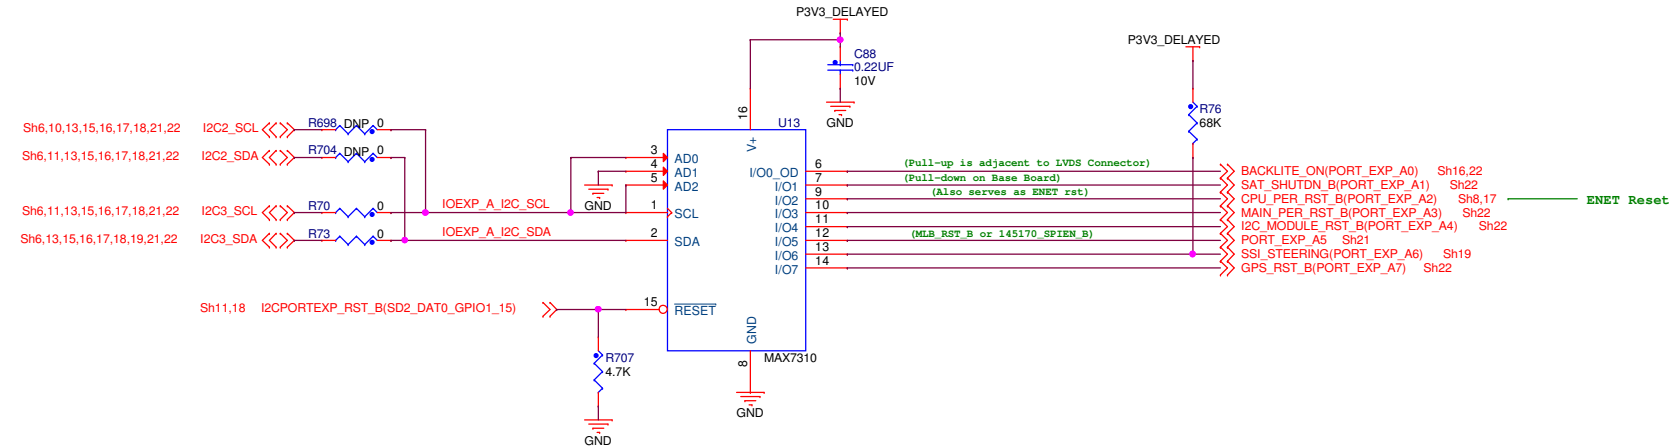 P3V3_DELAYED
P3V3_DELAYED
C88
0.22UF
10V
GND
R76
68K
16
U13
V+
Sh6,10,13,15,16,17,18,21,22 I2C2_SCL R698 DNP 0
Sh6,11,13,15,16,17,18,21,22 I2C2_SDA R704 DNP 0
3 AD0
4 AD1
5 AD2
GND
Sh6,11,13,15,16,17,18,21,22 I2C3_SCL R70 0 IOEXP_A_I2C_SCL 1 SCL
Sh6,13,15,16,17,18,19,21,22 I2C3_SDA R73 0 IOEXP_A_I2C_SDA 2 SDA
I/O0_OD 6 (Pull-up is adjacent to LVDS Connector) BACKLITE_ON(PORT_EXP_A0) Sh16,22
I/O1 7 (Pull-down on Base Board) SAT_SHUTDN_B(PORT_EXP_A1) Sh22
I/O2 9 (Also serves as ENET rst) CPU_PER_RST_B(PORT_EXP_A2) Sh8,17 ENET Reset
I/O3 10 MAIN_PER_RST_B(PORT_EXP_A3) Sh22
I/O4 11 I2C_MODULE_RST_B(PORT_EXP_A4) Sh22
I/O5 12 (MLB_RST_B or 145170_SPIEN_B) PORT_EXP_A5 Sh21
I/O6 13 SSI_STEERING(PORT_EXP_A6) Sh19
I/O7 14 GPS_RST_B(PORT_EXP_A7) Sh22
Sh11,18 I2CPORTEXP_RST_B(SD2_DAT0_GPIO1_15) 15 RESET
GND
8
MAX7310
R707
4.7K
GND
GND